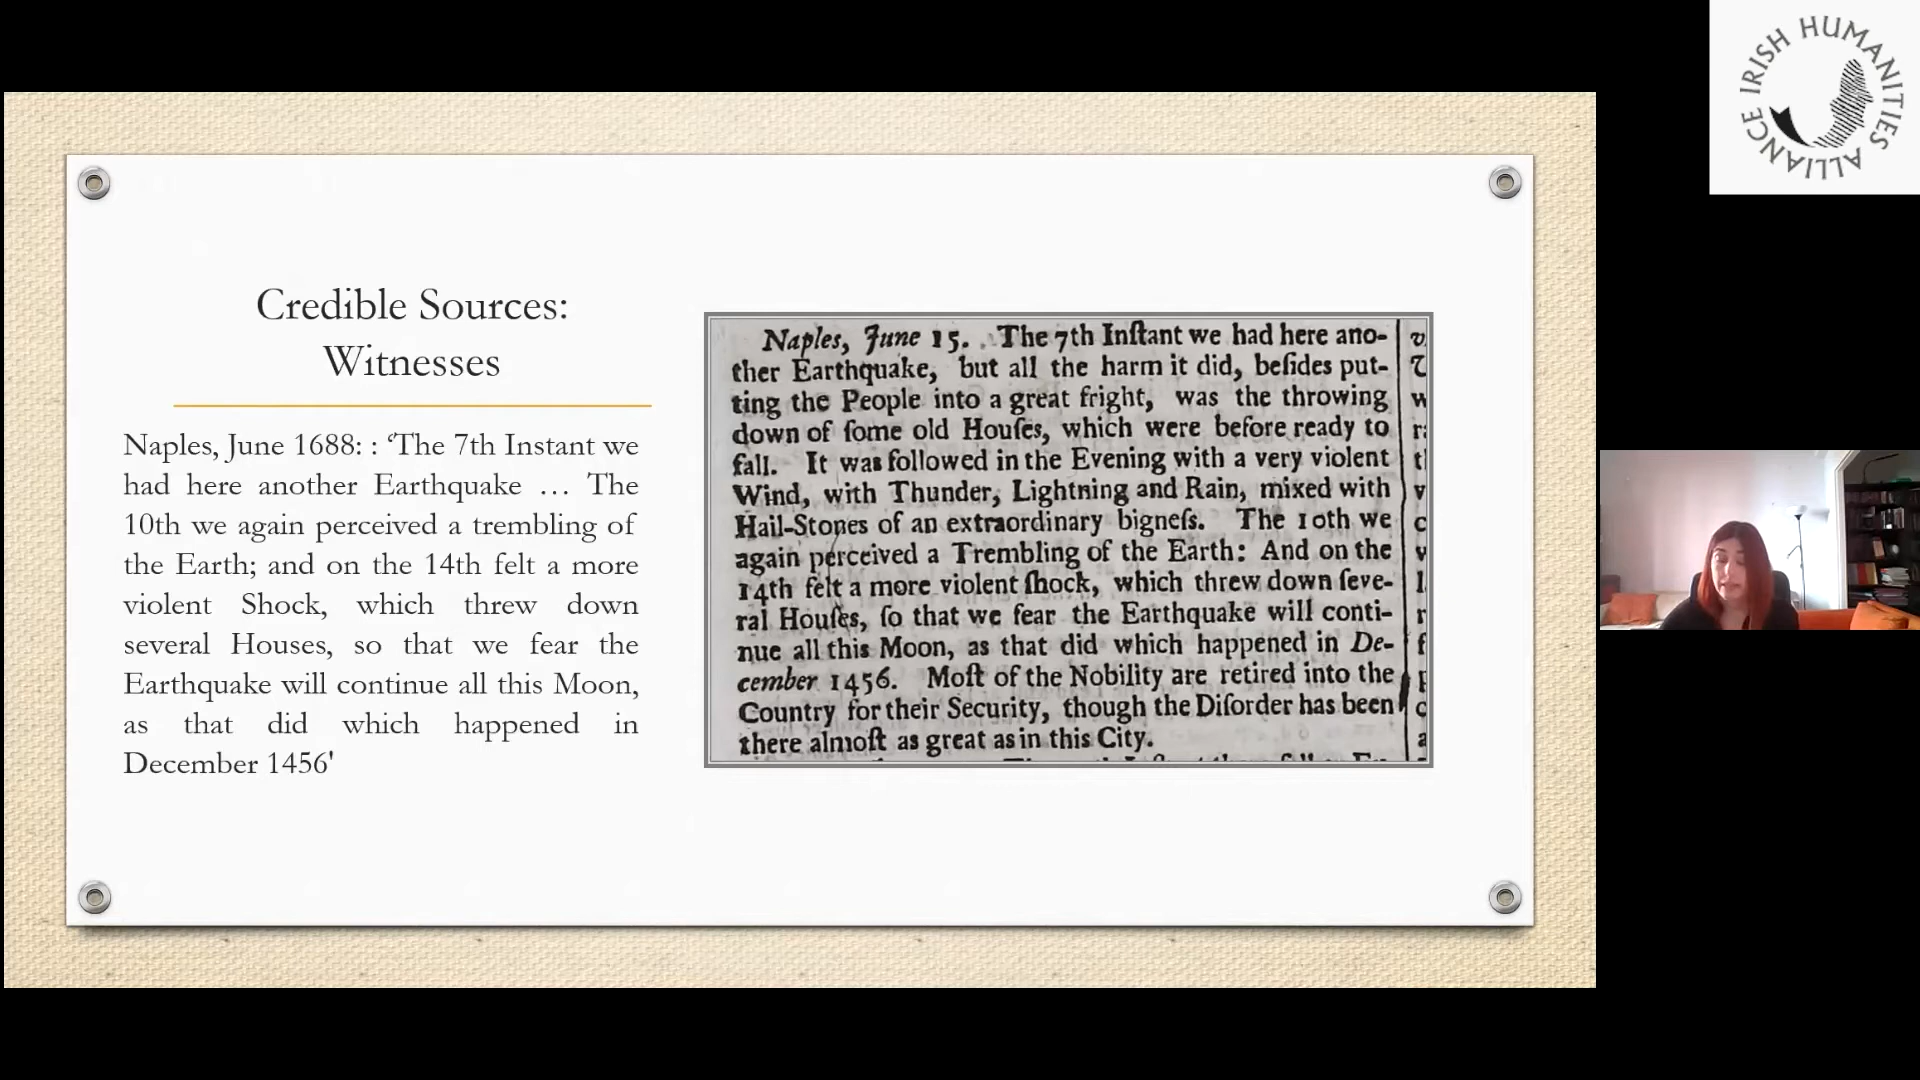 Credible Sources:
Witnesses
Naples, June 1688: : ‘The 7th Instant we
had here another Earthquake … The
10th we again perceived a trembling of
the Earth; and on the 14th felt a more
violent Shock, which threw down
several Houses, so that we fear the
Earthquake will continue all this Moon,
as that did which happened in
December 1456'
Naples, June 15. The 7th Inſtant we had here ano-
ther Earthquake, but all the harm it did, beſides put-
ting the People into a great fright, was the throwing
down of ſome old Houſes, which were before ready to
fall. It was followed in the Evening with a very violent
Wind, with Thunder, Lightning and Rain, mixed with
Hail-Stones of an extraordinary bigneſs. The 10th we
again perceived a Trembling of the Earth: And on the
14th felt a more violent ſhock, which threw down ſeve-
ral Houſes, ſo that we fear the Earthquake will conti-
nue all this Moon, as that did which happened in De-
cember 1456. Moſt of the Nobility are retired into the
Country for their Security, though the Diſorder has been
there almoſt as great as in this City.
IRISH HUMANITIES ALLIANCE